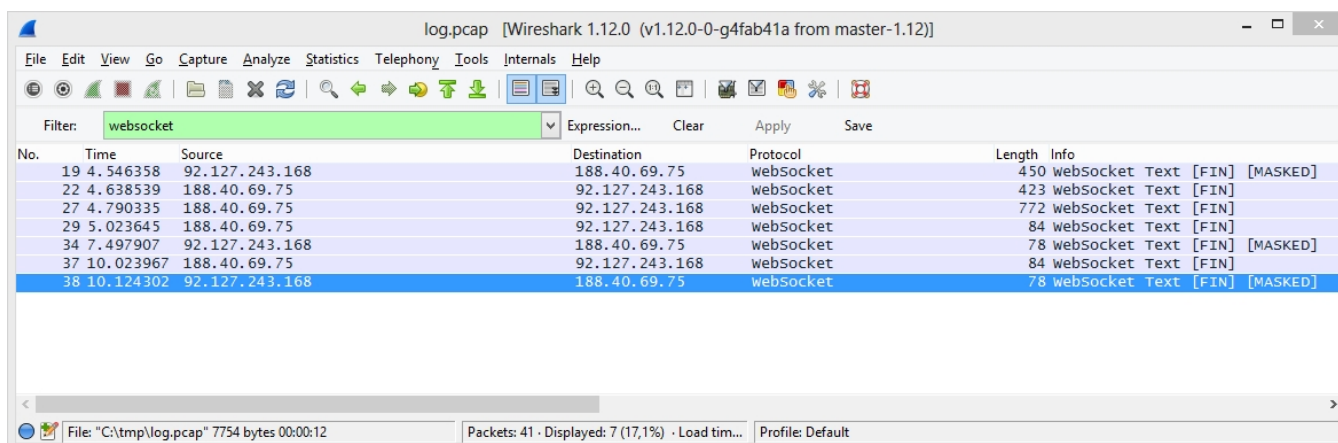 log.pcap [Wireshark 1.12.0 (v1.12.0-0-g4fab41a from master-1.12)]
File Edit View Go Capture Analyze Statistics Telephony Tools Internals Help
Filter: websocket Expression... Clear Apply Save
No. Time Source Destination Protocol Length Info
19 4.546358 92.127.243.168 188.40.69.75 WebSocket 450 WebSocket Text [FIN] [MASKED]
22 4.638539 188.40.69.75 92.127.243.168 WebSocket 423 WebSocket Text [FIN]
27 4.790335 188.40.69.75 92.127.243.168 WebSocket 772 WebSocket Text [FIN]
29 5.023645 188.40.69.75 92.127.243.168 WebSocket 84 WebSocket Text [FIN]
34 7.497907 92.127.243.168 188.40.69.75 WebSocket 78 WebSocket Text [FIN] [MASKED]
37 10.023967 188.40.69.75 92.127.243.168 WebSocket 84 WebSocket Text [FIN]
38 10.124302 92.127.243.168 188.40.69.75 WebSocket 78 WebSocket Text [FIN] [MASKED]
File: "C:\tmp\log.pcap" 7754 bytes 00:00:12 Packets: 41 · Displayed: 7 (17,1%) · Load tim... Profile: Default